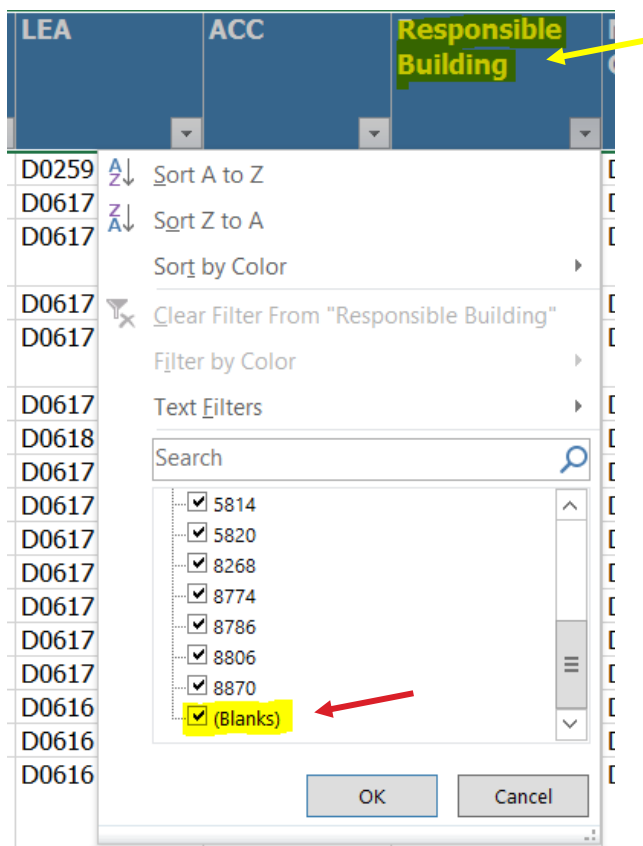 LEA ACC Responsible
Building
D0259
D0617
D0617
D0617
D0617
D0617
D0618
D0617
D0617
D0617
D0617
D0617
D0617
D0617
D0616
D0616
D0616
Sort A to Z
Sort Z to A
Sort by Color
Clear Filter From "Responsible Building"
Filter by Color
Text Filters
Search
5814
5820
8268
8774
8786
8806
8870
(Blanks)
OK Cancel